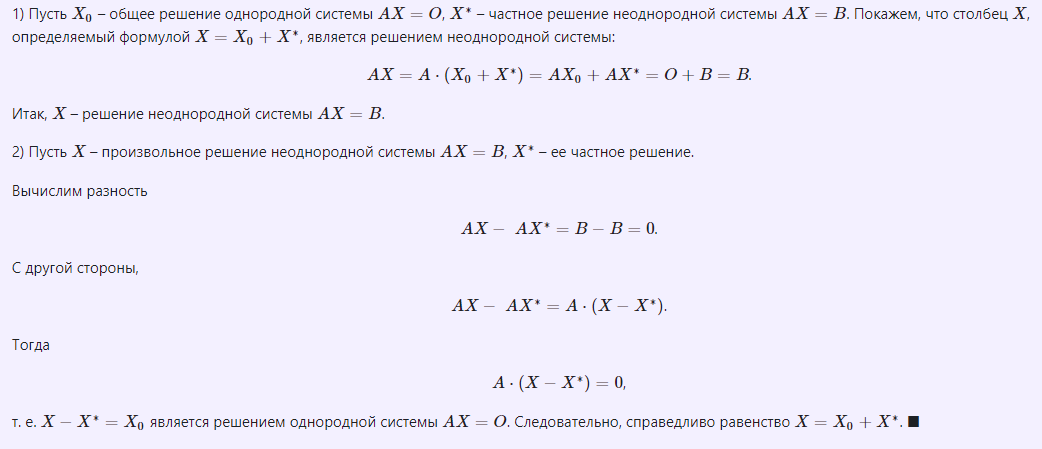 1) Пусть X₀ – общее решение однородной системы AX = O, X* – частное решение неоднородной системы AX = B. Покажем, что столбец X,
определяемый формулой X = X₀ + X*, является решением неоднородной системы:
AX = A · (X₀ + X*) = AX₀ + AX* = O + B = B.
Итак, X – решение неоднородной системы AX = B.
2) Пусть X – произвольное решение неоднородной системы AX = B, X* – ее частное решение.
Вычислим разность
AX − AX* = B − B = 0.
С другой стороны,
AX − AX* = A · (X − X*).
Тогда
A · (X − X*) = 0,
т. е. X − X* = X₀ является решением однородной системы AX = O. Следовательно, справедливо равенство X = X₀ + X*. ■